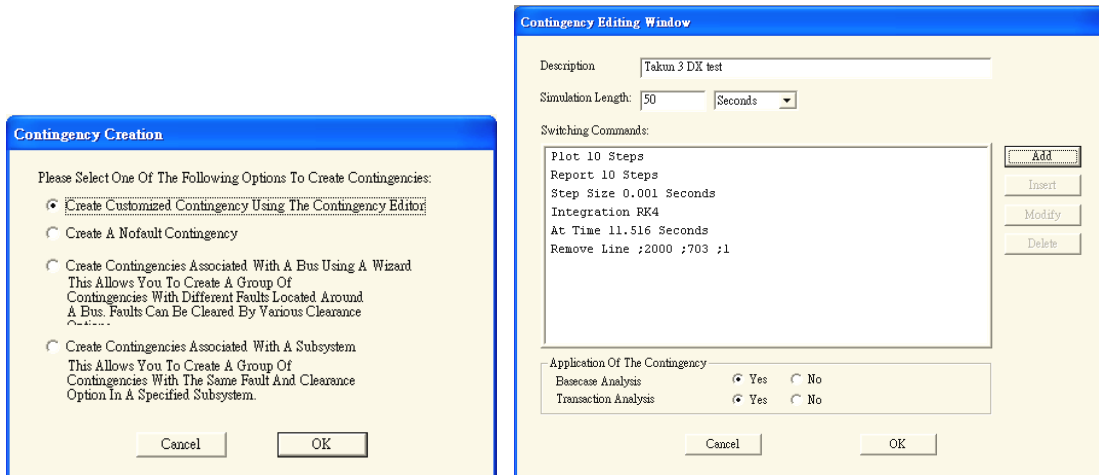 Contingency Creation
Please Select One Of The Following Options To Create Contingencies:
Create Customized Contingency Using The Contingency Editor
Create A Nofault Contingency
Create Contingencies Associated With A Bus Using A Wizard
This Allows You To Create A Group Of
Contingencies With Different Faults Located Around
A Bus. Faults Can Be Cleared By Various Clearance
Create Contingencies Associated With A Subsystem
This Allows You To Create A Group Of
Contingencies With The Same Fault And Clearance
Option In A Specified Subsystem.
Cancel
OK
Contingency Editing Window
Description
Takun 3 DX test
Simulation Length:
50
Seconds
Switching Commands:
Plot 10 Steps
Report 10 Steps
Step Size 0.001 Seconds
Integration RK4
At Time 11.516 Seconds
Remove Line ;2000 ;703 ;1
Add
Insert
Modify
Delete
Application Of The Contingency
Basecase Analysis
Yes
No
Transaction Analysis
Yes
No
Cancel
OK